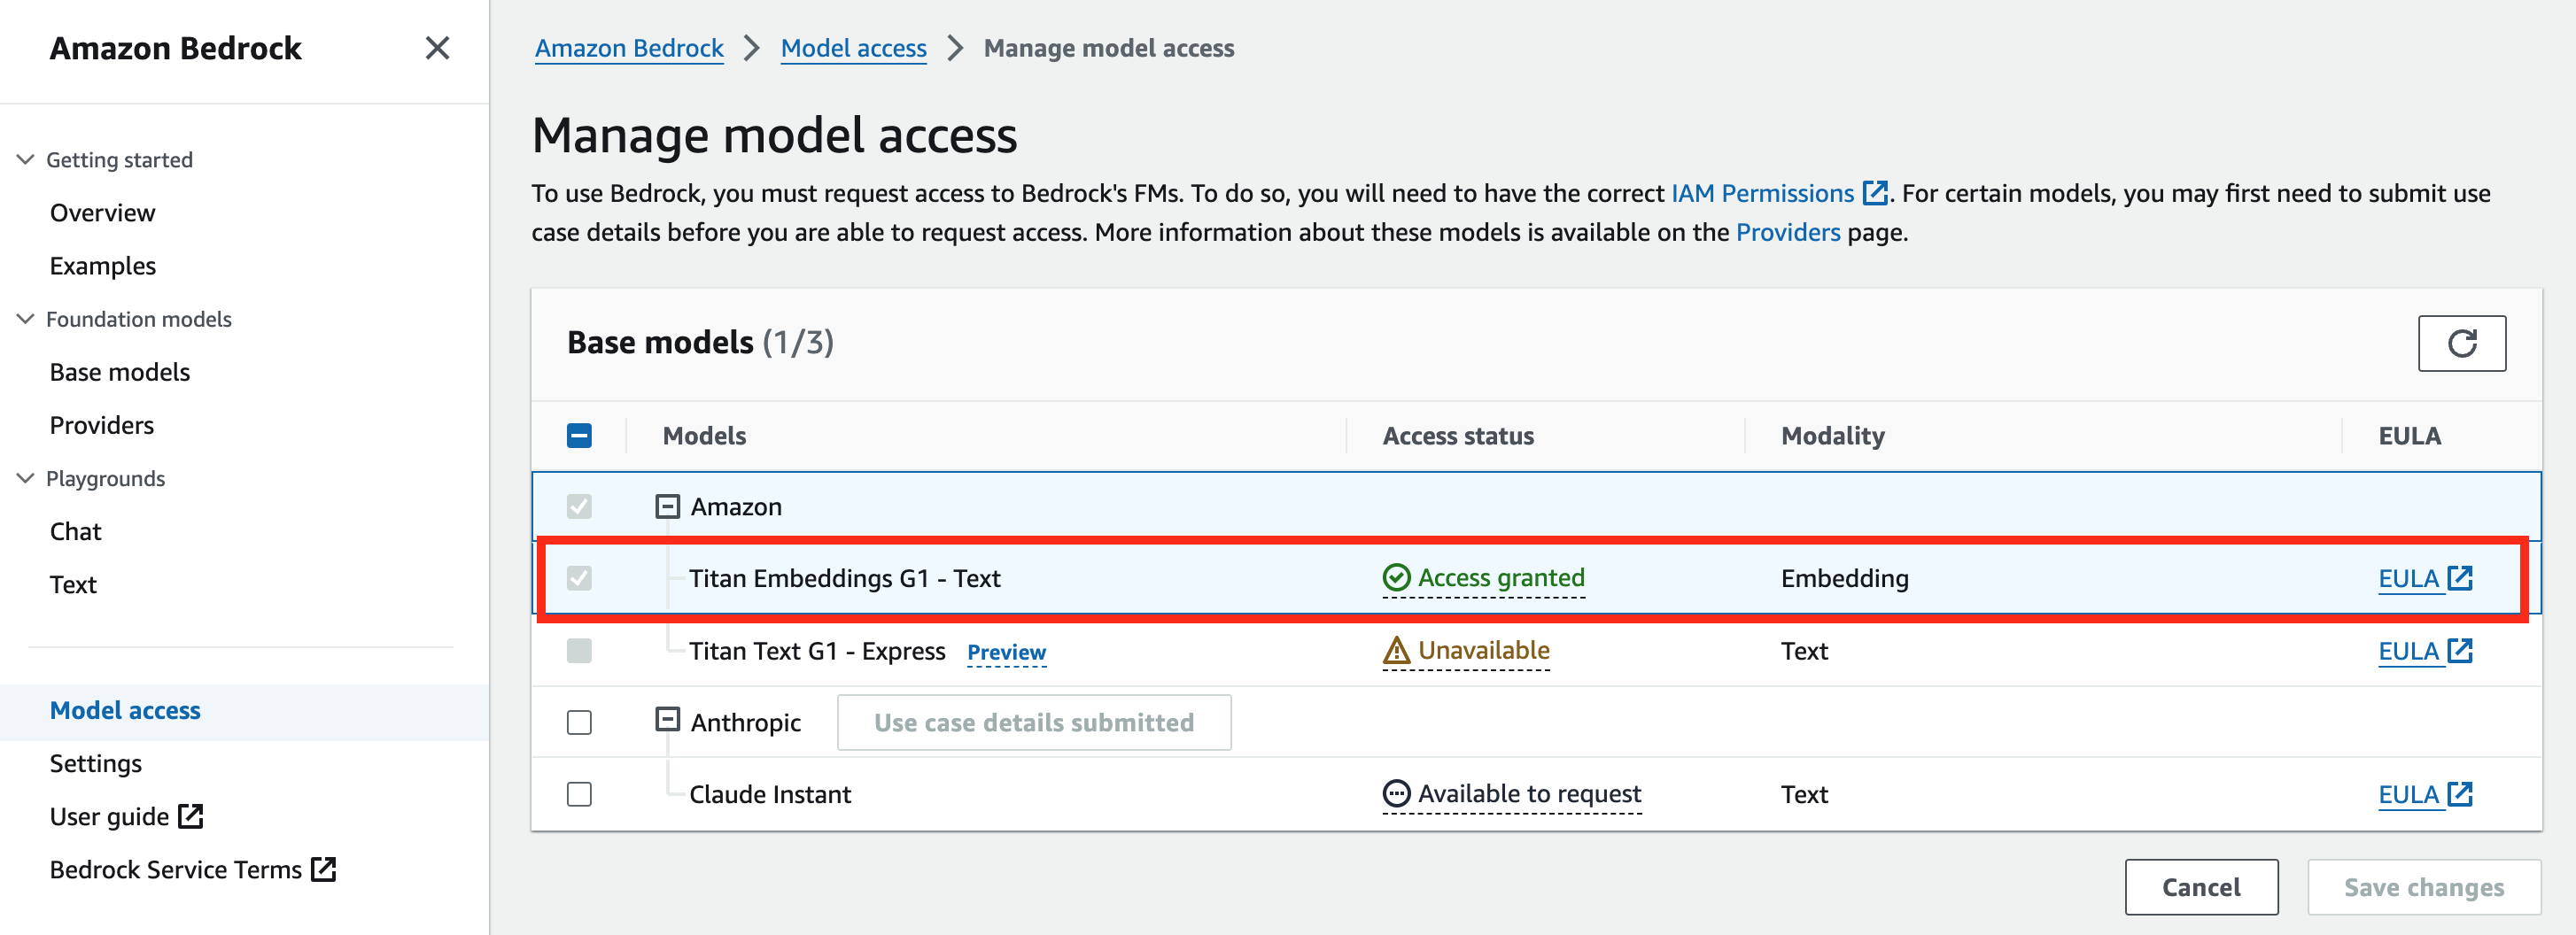 Amazon Bedrock
Getting started
Overview
Examples
Foundation models
Base models
Providers
Playgrounds
Chat
Text
Model access
Settings
User guide
Bedrock Service Terms
Amazon Bedrock > Model access > Manage model access
Manage model access
To use Bedrock, you must request access to Bedrock's FMs. To do so, you will need to have the correct IAM Permissions. For certain models, you may first need to submit use
case details before you are able to request access. More information about these models is available on the Providers page.
Base models (1/3)
Models Access status Modality EULA
Amazon
Titan Embeddings G1 - Text Access granted Embedding EULA
Titan Text G1 - Express Preview Unavailable Text EULA
Anthropic Use case details submitted
Claude Instant Available to request Text EULA
Cancel Save changes